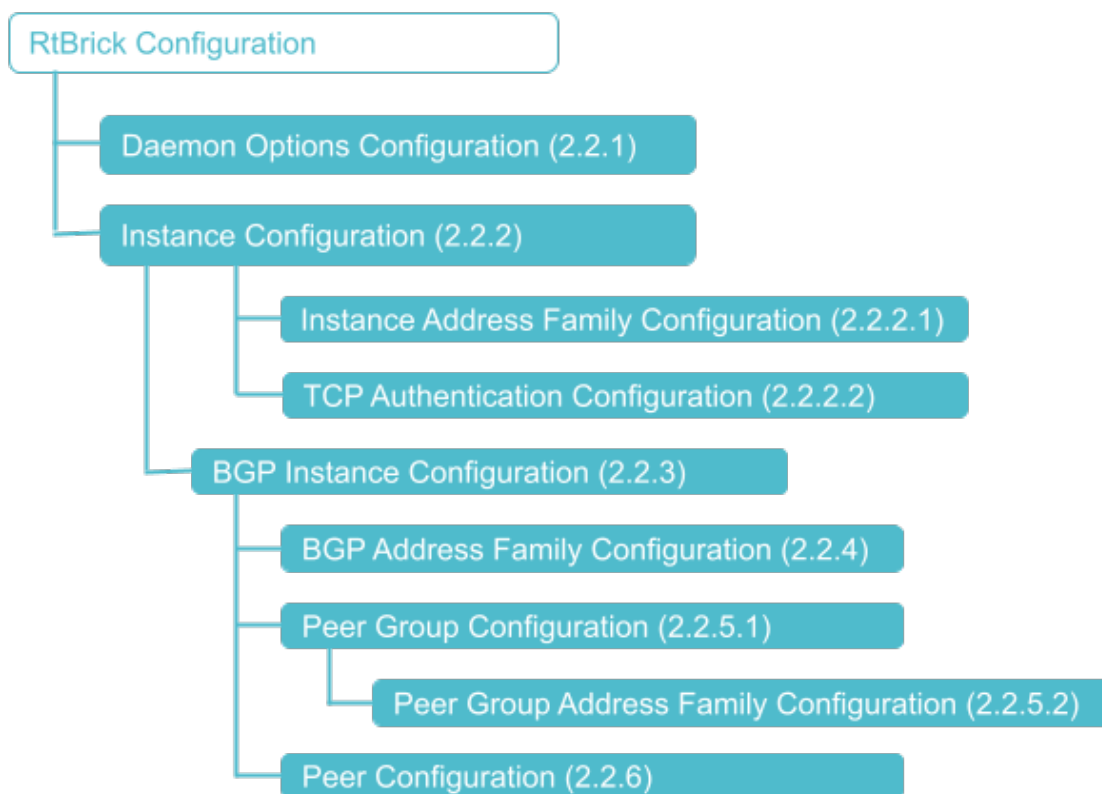 RtBrick Configuration
Daemon Options Configuration (2.2.1)
Instance Configuration (2.2.2)
Instance Address Family Configuration (2.2.2.1)
TCP Authentication Configuration (2.2.2.2)
BGP Instance Configuration (2.2.3)
BGP Address Family Configuration (2.2.4)
Peer Group Configuration (2.2.5.1)
Peer Group Address Family Configuration (2.2.5.2)
Peer Configuration (2.2.6)